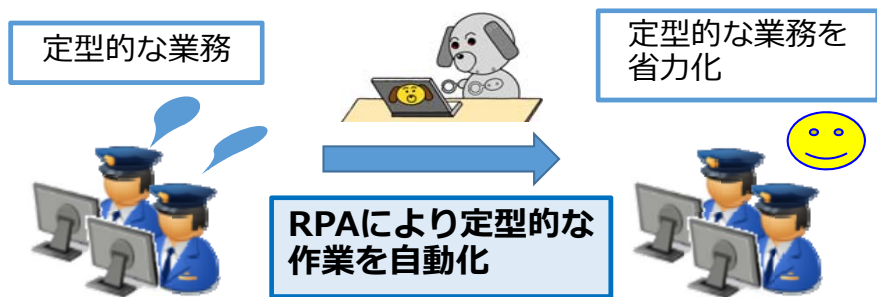 定型的な業務
定型的な業務を
省力化
RPAにより定型的な
作業を自動化